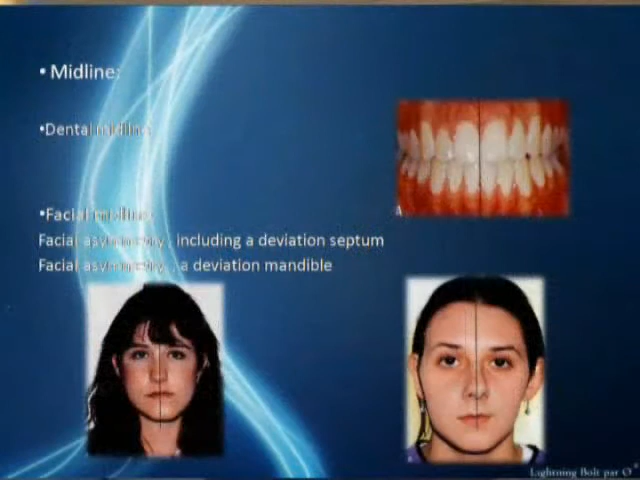 • Midline:
•Dental midline
•Facial midline:
Facial asymmetry, including a deviation septum
Facial asymmetry, a deviation mandible
A
Lightning Bolt par O*